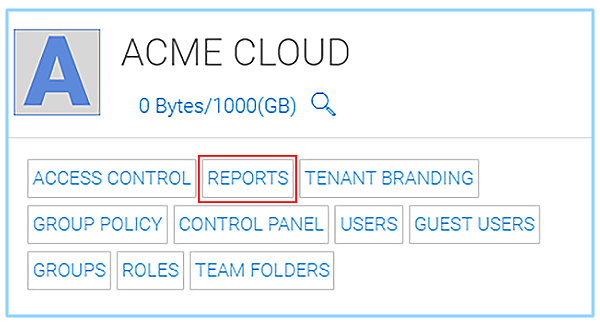 A
ACME CLOUD
0 Bytes/1000(GB)
ACCESS CONTROL REPORTS TENANT BRANDING
GROUP POLICY CONTROL PANEL USERS GUEST USERS
GROUPS ROLES TEAM FOLDERS